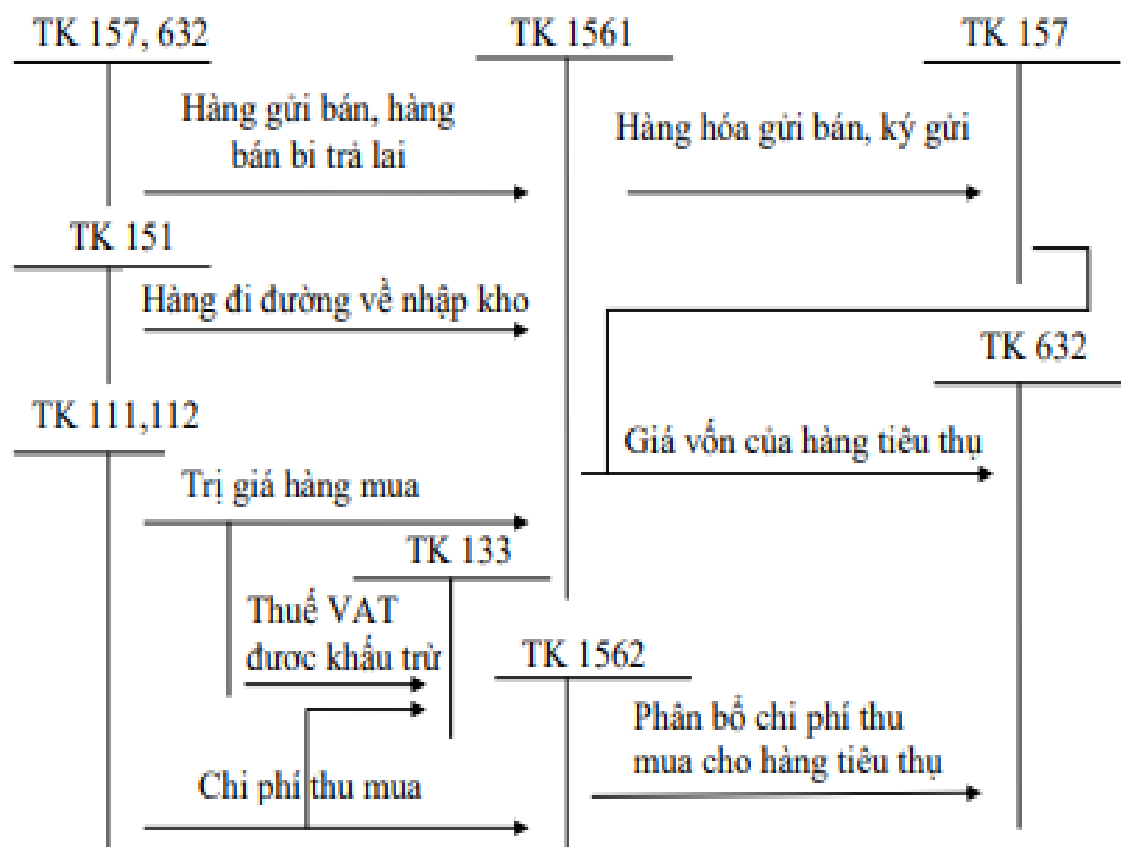 TK 157, 632
TK 1561
TK 157
Hàng gửi bán, hàng
bán bi trả lai
Hàng hóa gửi bán, ký gửi
TK 151
Hàng đi đường về nhập kho
TK 632
TK 111,112
Giá vốn của hàng tiêu thụ
Trị giá hàng mua
TK 133
Thuế VAT
đươc khấu trừ
TK 1562
Phân bổ chi phí thu
mua cho hàng tiêu thụ
Chi phí thu mua